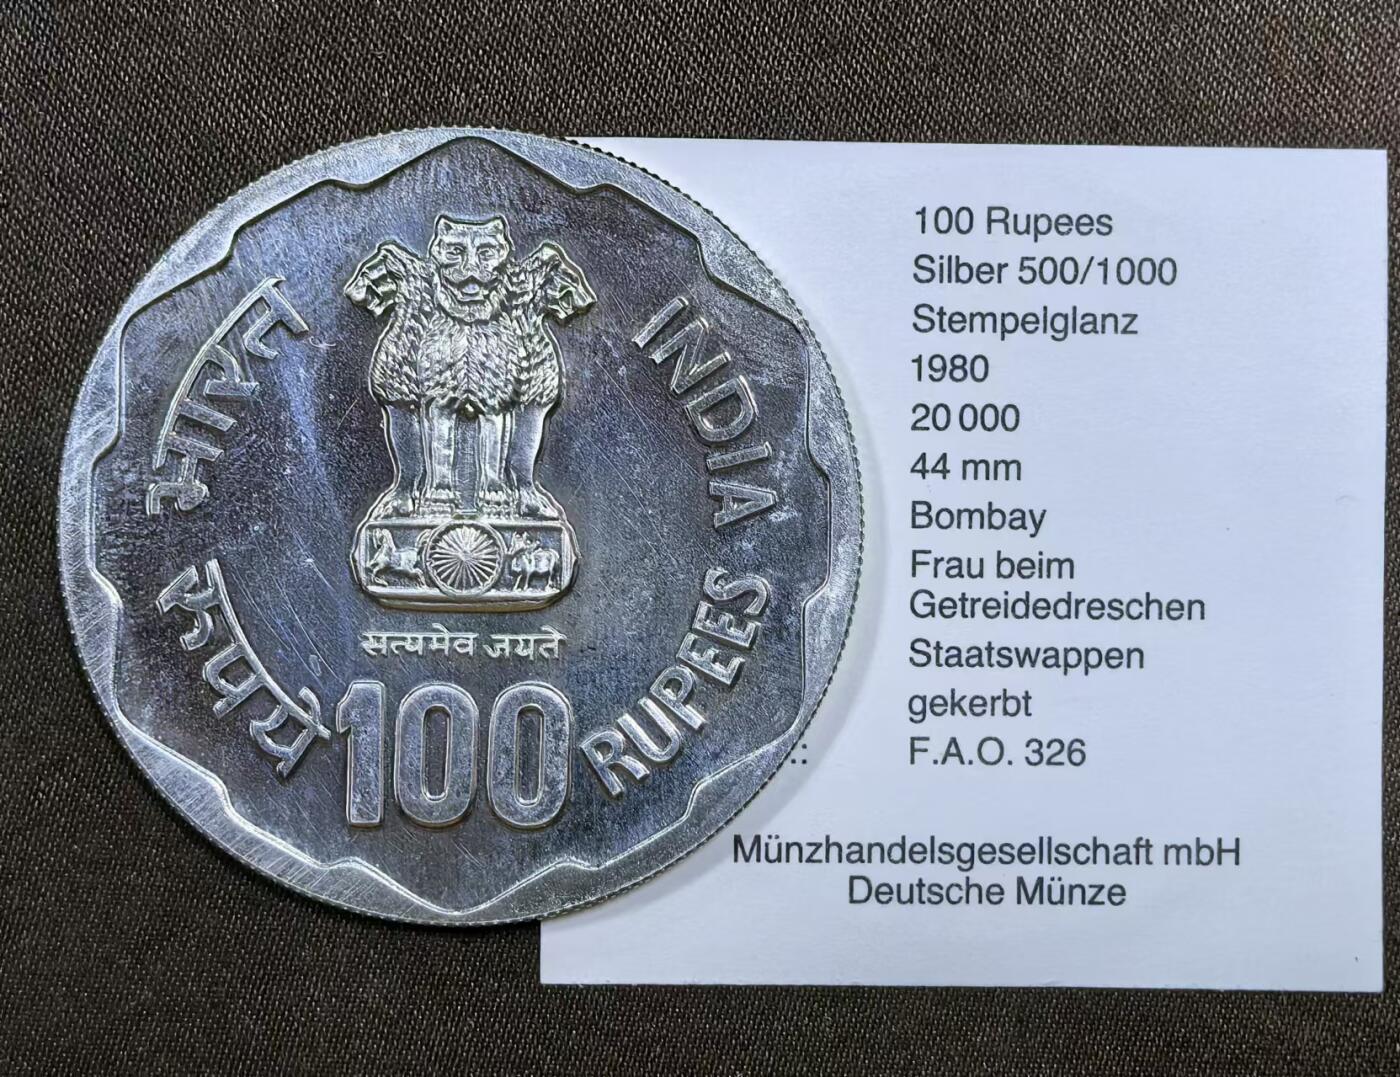 भारत
INDIA
सत्यमेव जयते
रुपये
100
RUPEES
100 Rupees
Silber 500/1000
Stempelglanz
1980
20 000
44 mm
Bombay
Frau beim
Getreidedreschen
Staatswappen
gekerbt
.: F.A.O. 326
Münzhandelsgesellschaft mbH
Deutsche Münze